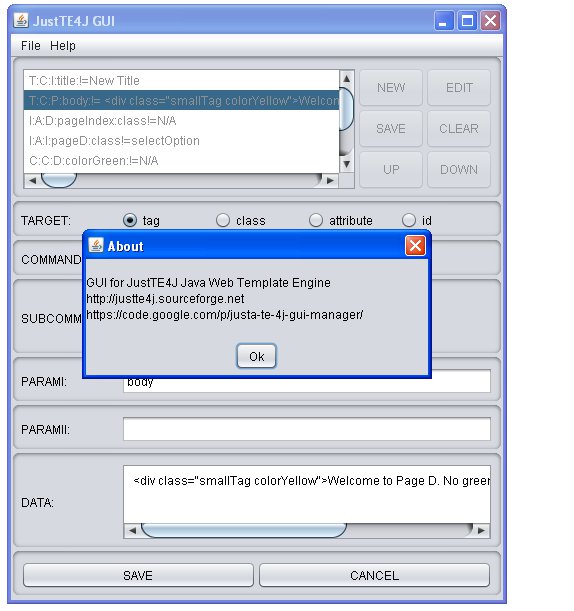 JustTE4J GUI
File Help
T:C:I:title:!=New Title
T:C:P:body:!= <div class="smallTag colorYellow">Welcon
I:A:D:pageIndex:class!=N/A
I:A:I:pageD:class!=selectOption
C:C:D:colorGreen:!=N/A
NEW EDIT
SAVE CLEAR
UP DOWN
TARGET: tag class attribute id
About
COMMAND
GUI for JustTE4J Java Web Template Engine
http://justte4j.sourceforge.net
https://code.google.com/p/justa-te-4j-gui-manager/
SUBCOMM
Ok
PARAMI: body
PARAMII:
<div class="smallTag colorYellow">Welcome to Page D. No green
DATA:
SAVE CANCEL